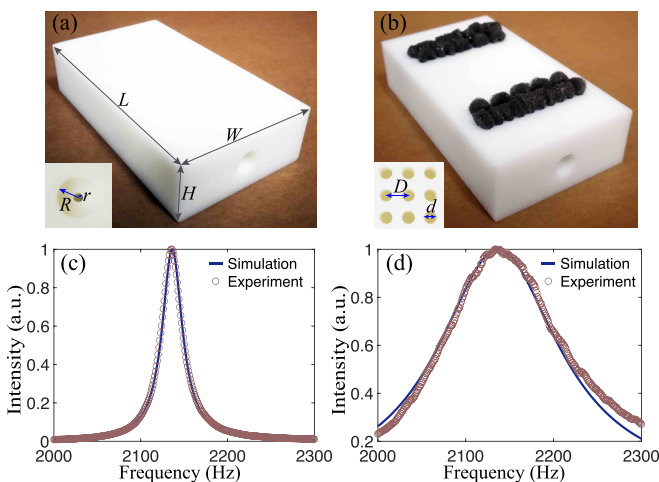 (a)
L
W
H
R
r
(b)
D
d
(c)
Simulation
Experiment
Intensity (a.u.)
1
0.8
0.6
0.4
0.2
0
2000 2100 2200 2300
Frequency (Hz)
(d)
Simulation
Experiment
Intensity (a.u.)
1
0.8
0.6
0.4
0.2
2000 2100 2200 2300
Frequency (Hz)